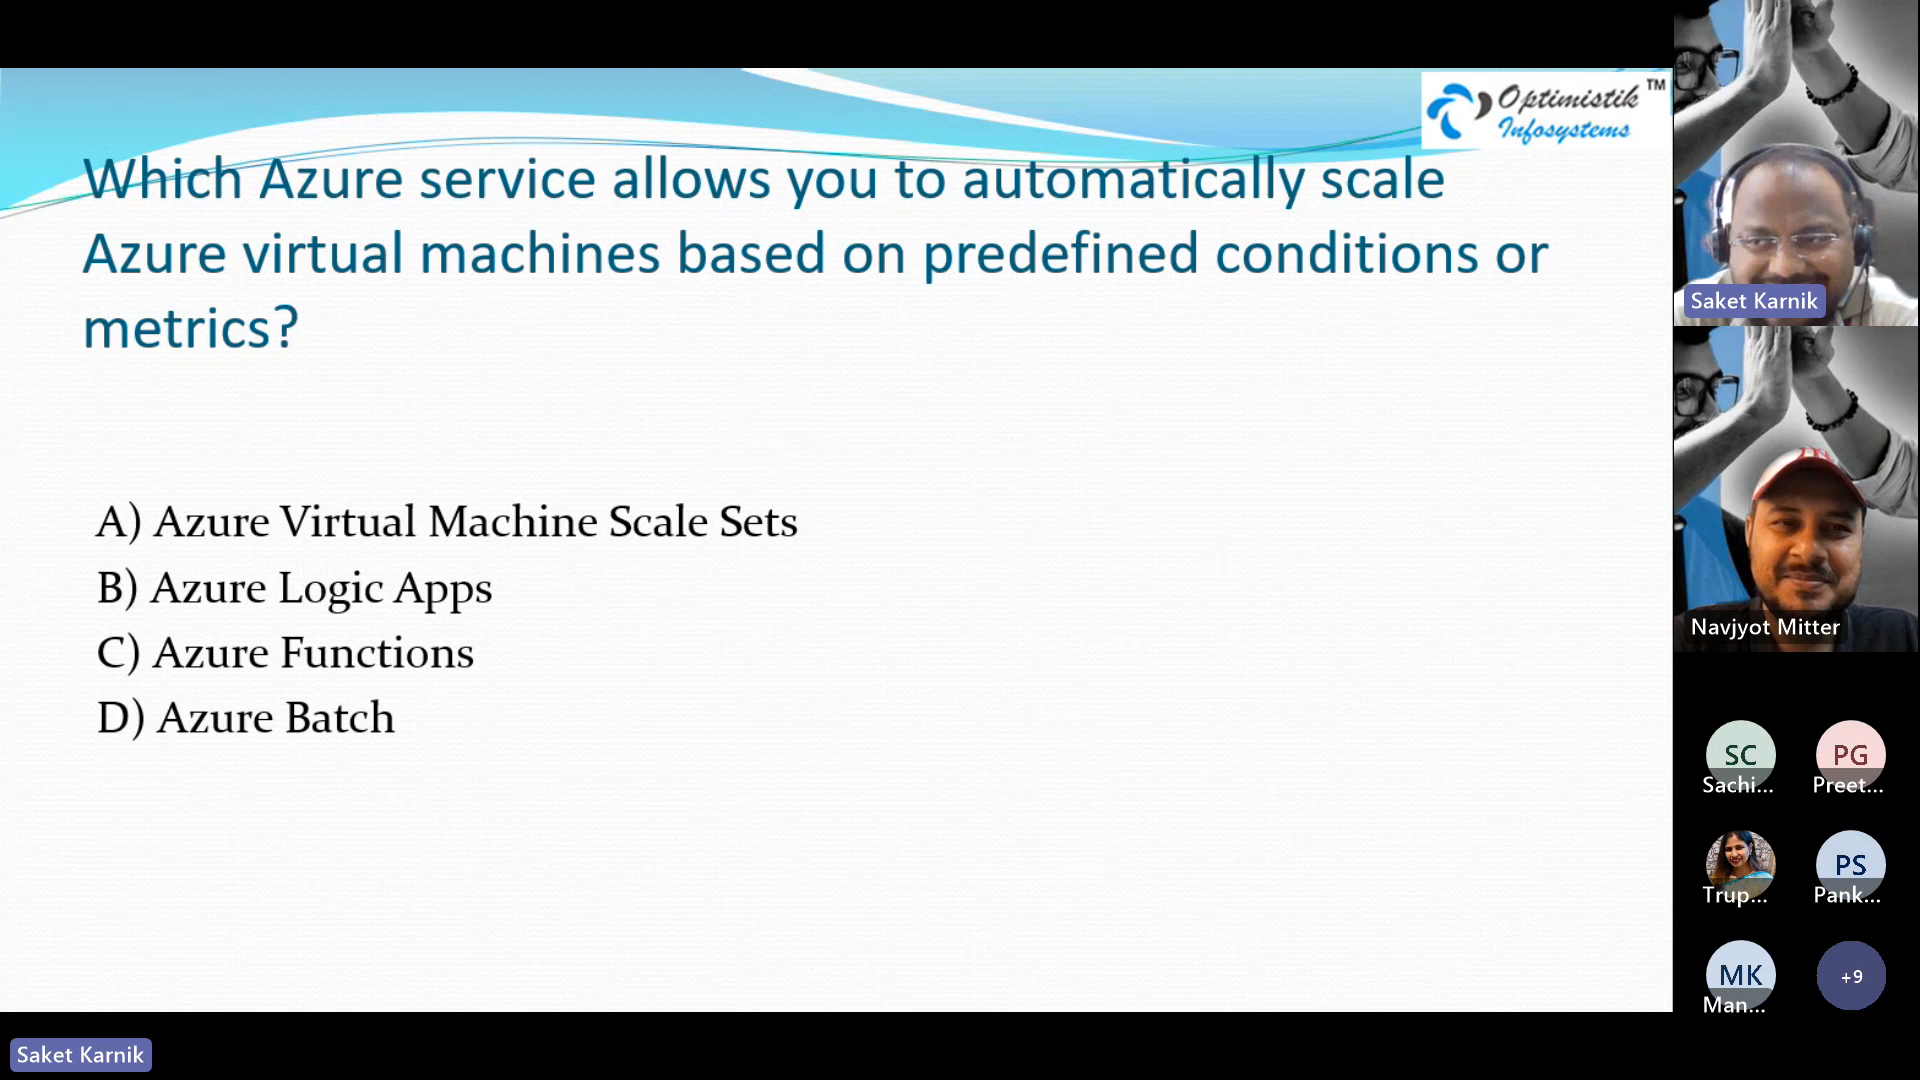 Optimistik TM
Infosystems
Which Azure service allows you to automatically scale
Azure virtual machines based on predefined conditions or
metrics?
A) Azure Virtual Machine Scale Sets
B) Azure Logic Apps
C) Azure Functions
D) Azure Batch
Saket Karnik
Navjyot Mitter
SC
Sachi...
PG
Preet...
Trup...
PS
Pank...
MK
Man...
+9
Saket Karnik